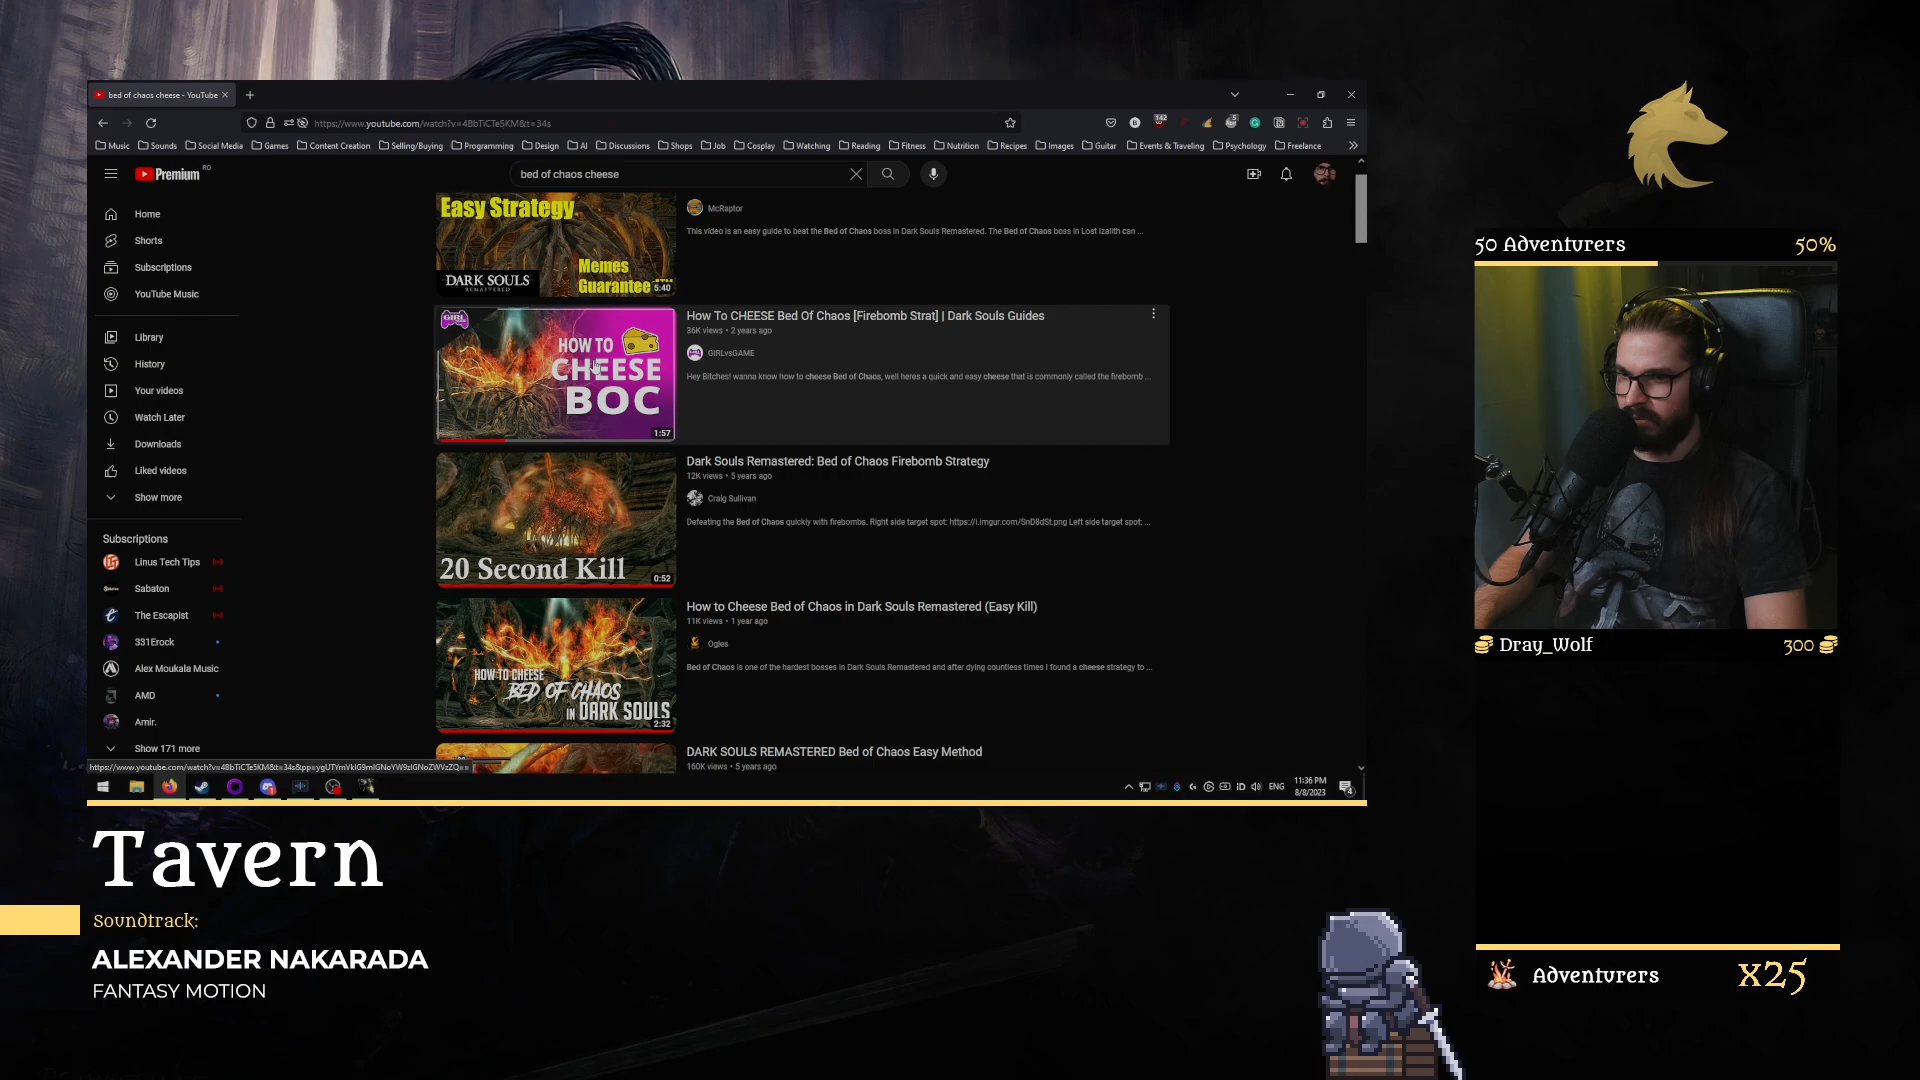 bed of chaos cheese - YouTube
https://www.youtube.com/watch?v=4BbTiCTe5KM&t=34s
142
5
Music Sounds Social Media Games Content Creation Selling/Buying Programming Design AI Discussions Shops Job Cosplay Watching Reading Fitness Nutrition Recipes Images Guitar Events & Traveling Psychology Freelance
Premium RO
bed of chaos cheese
Home
Shorts
Subscriptions
YouTube Music
Library
History
Your videos
Watch Later
Downloads
Liked videos
Show more
Subscriptions
Linus Tech Tips
Sabaton
The Escapist
331Erock
Alex Moukala Music
AMD
Amir.
Show 171 more
Easy Strategy
Memes
Guarantee
DARK SOULS
REMASTERED
5:40
McRaptor
This video is an easy guide to beat the Bed of Chaos boss in Dark Souls Remastered. The Bed of Chaos boss in Lost Izalith can ...
GIRL
HOW TO
CHEESE
BOC
1:57
How To CHEESE Bed Of Chaos [Firebomb Strat] | Dark Souls Guides
36K views • 2 years ago
GIRLvsGAME
Hey Bitches! wanna know how to cheese Bed of Chaos, well heres a quick and easy cheese that is commonly called the firebomb ...
20 Second Kill
0:52
Dark Souls Remastered: Bed of Chaos Firebomb Strategy
12K views • 5 years ago
Craig Sullivan
Defeating the Bed of Chaos quickly with firebombs. Right side target spot: https://i.imgur.com/SnD8dSt.png Left side target spot: ...
HOW TO CHEESE
BED OF CHAOS
IN DARK SOULS
2:32
How to Cheese Bed of Chaos in Dark Souls Remastered (Easy Kill)
11K views • 1 year ago
Ogles
Bed of Chaos is one of the hardest bosses in Dark Souls Remastered and after dying countless times I found a cheese strategy to ...
DARK SOULS REMASTERED Bed of Chaos Easy Method
160K views • 5 years ago
ENG
11:36 PM
8/8/2023
4
50 Adventurers 50%
Dray_Wolf 300
Adventurers x25
Tavern
Soundtrack:
ALEXANDER NAKARADA
FANTASY MOTION